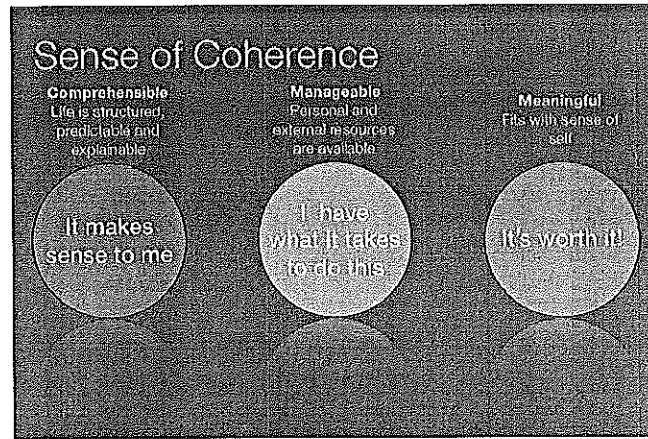 Sense of Coherence
Comprehensible
Life is structured,
predictable and
explainable
It makes
sense to me
Manageable
Personal and
external resources
are available
I have
what it takes
to do this
Meaningful
Fits with sense of
self
It's worth it!